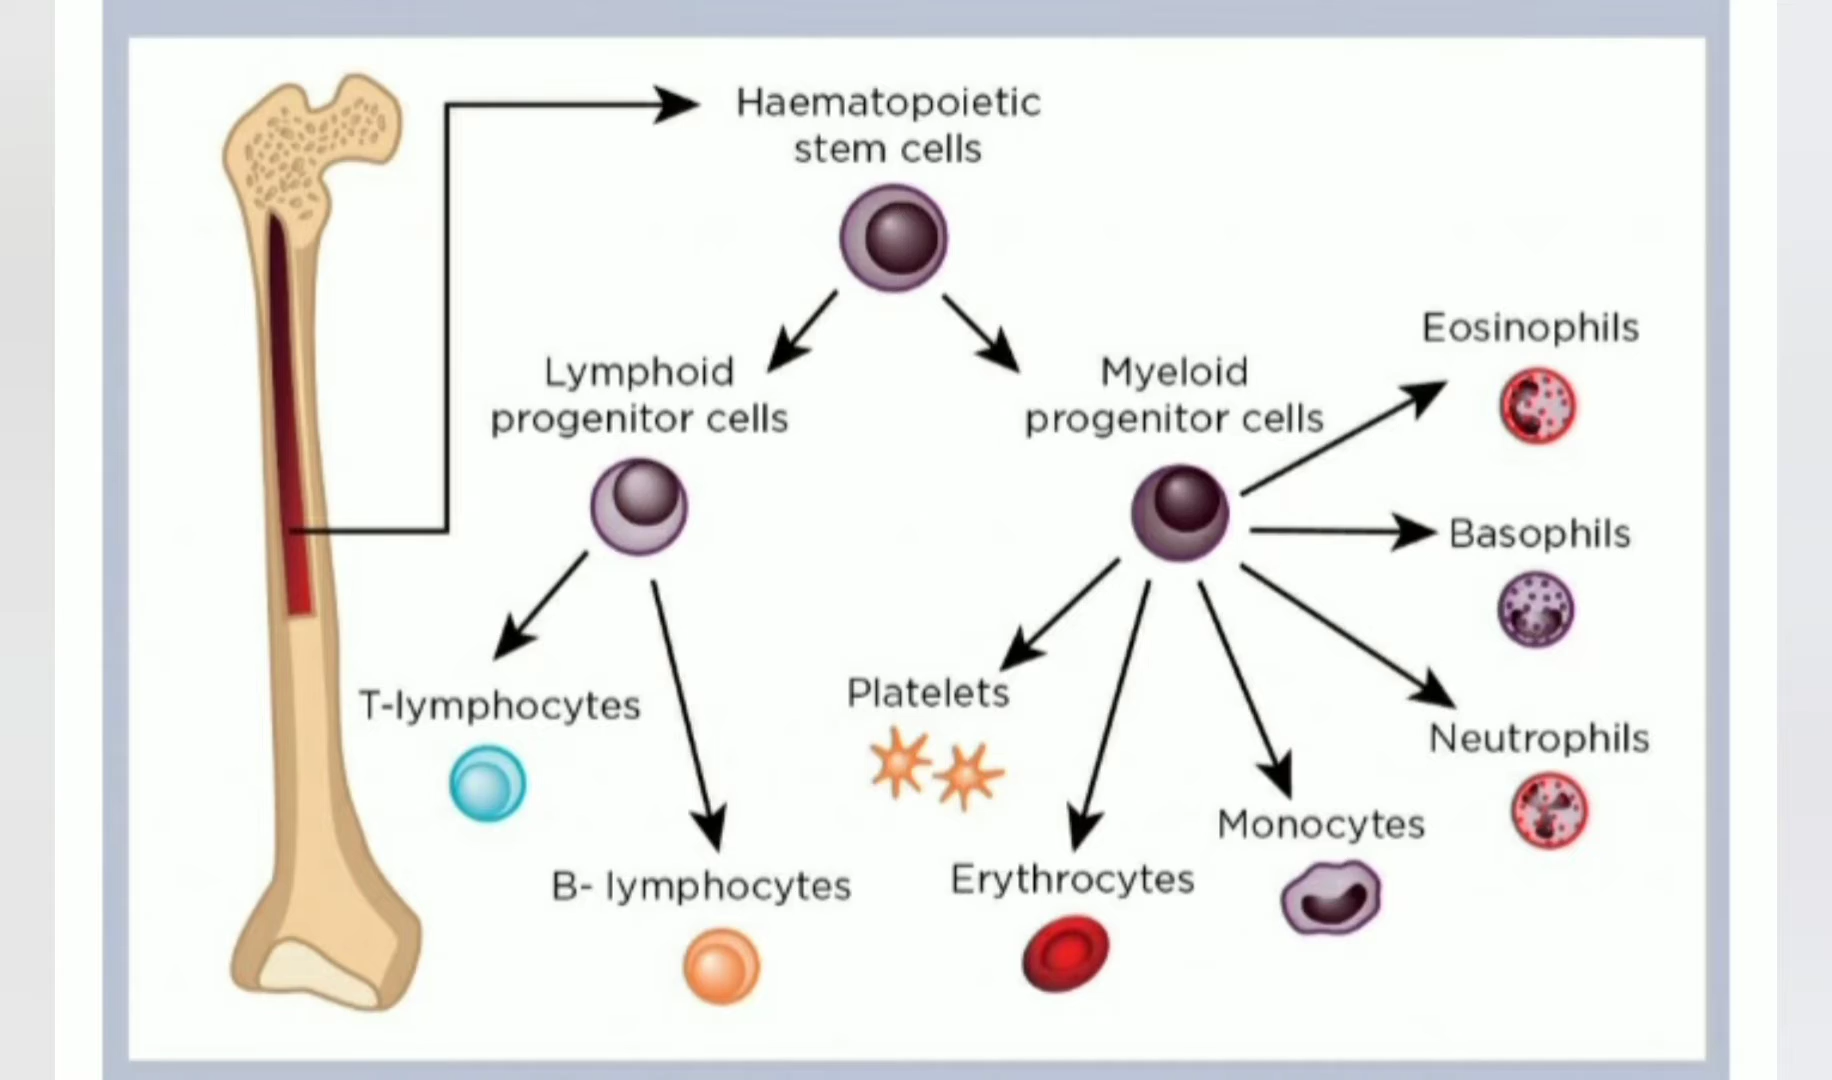 Haematopoietic
stem cells
Lymphoid
progenitor cells
Myeloid
progenitor cells
Eosinophils
Basophils
Neutrophils
T-lymphocytes
Platelets
Monocytes
B- lymphocytes
Erythrocytes